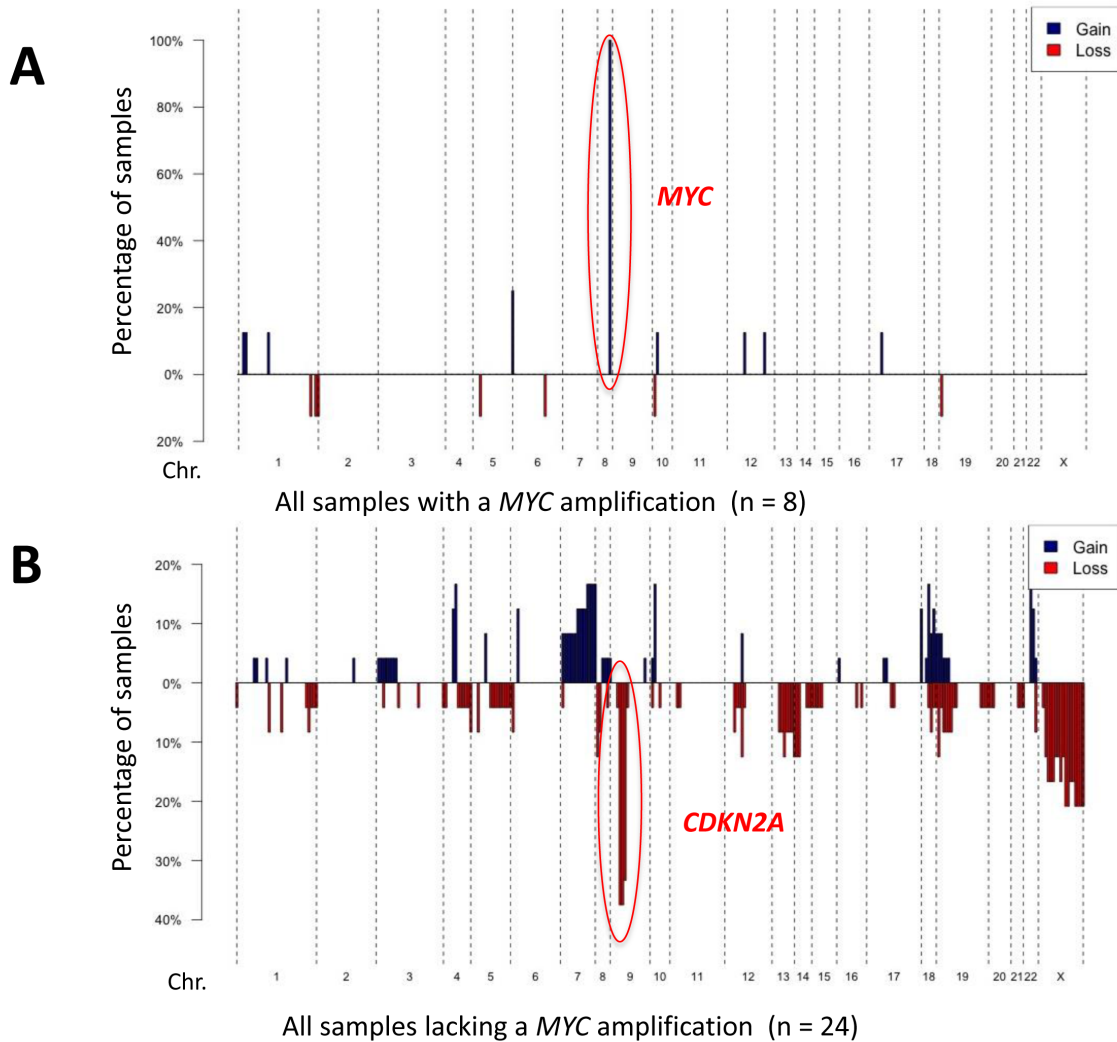 A
Percentage of samples
100%
80%
60%
40%
20%
0%
20%
Gain
Loss
MYC
Chr. 1 2 3 4 5 6 7 8 9 10 11 12 13 14 15 16 17 18 19 20 21 22 X
All samples with a MYC amplification (n = 8)
B
Percentage of samples
20%
10%
0%
10%
20%
30%
40%
Gain
Loss
CDKN2A
Chr. 1 2 3 4 5 6 7 8 9 10 11 12 13 14 15 16 17 18 19 20 21 22 X
All samples lacking a MYC amplification (n = 24)